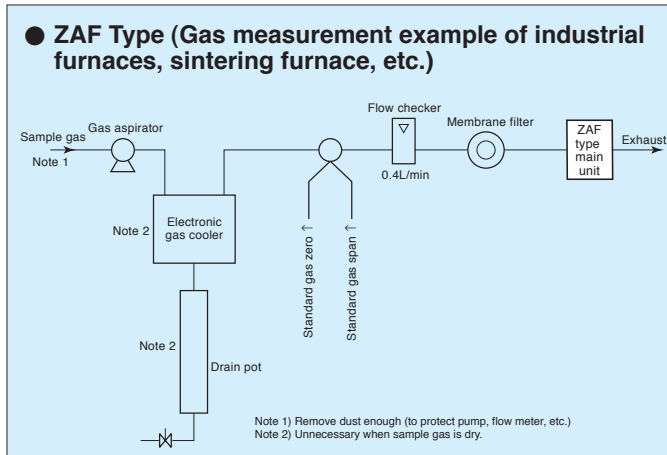 ● ZAF Type (Gas measurement example of industrial
furnaces, sintering furnace, etc.)
Sample gas
Note 1
Gas aspirator
Note 2
Electronic
gas cooler
Note 2
Drain pot
Standard gas zero ↑
Standard gas span ↑
Flow checker
0.4L/min
Membrane filter
ZAF
type
main
unit
Exhaust
Note 1) Remove dust enough (to protect pump, flow meter, etc.)
Note 2) Unnecessary when sample gas is dry.